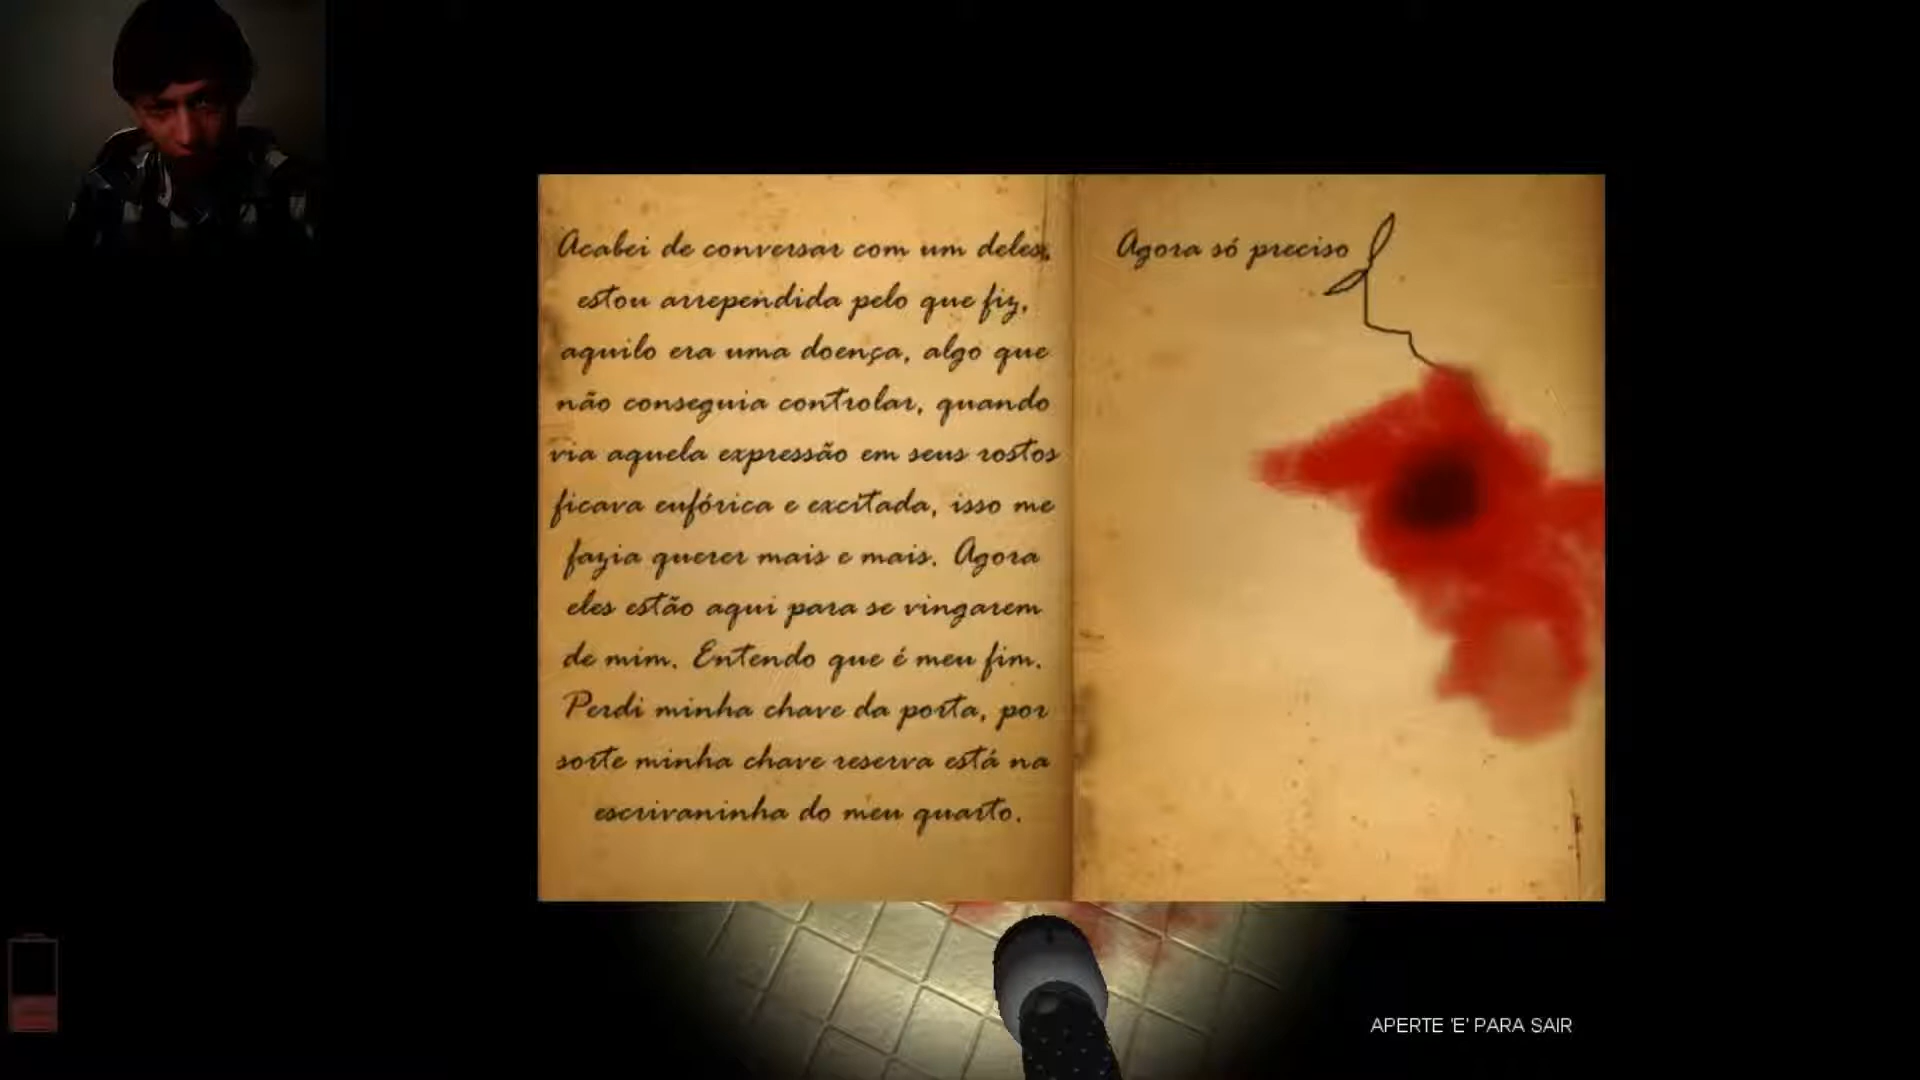 Acabei de conversar com um deles,
estou arrependida pelo que fiz,
aquilo era uma doença, algo que
não conseguia controlar, quando
via aquela expressão em seus rostos
ficava eufórica e excitada, isso me
fazia querer mais e mais. Agora
eles estão aqui para se vingarem
de mim. Entendo que é meu fim.
Perdi minha chave da porta, por
sorte minha chave reserva está na
escrivaninha do meu quarto.
Agora só preciso
APERTE 'E' PARA SAIR